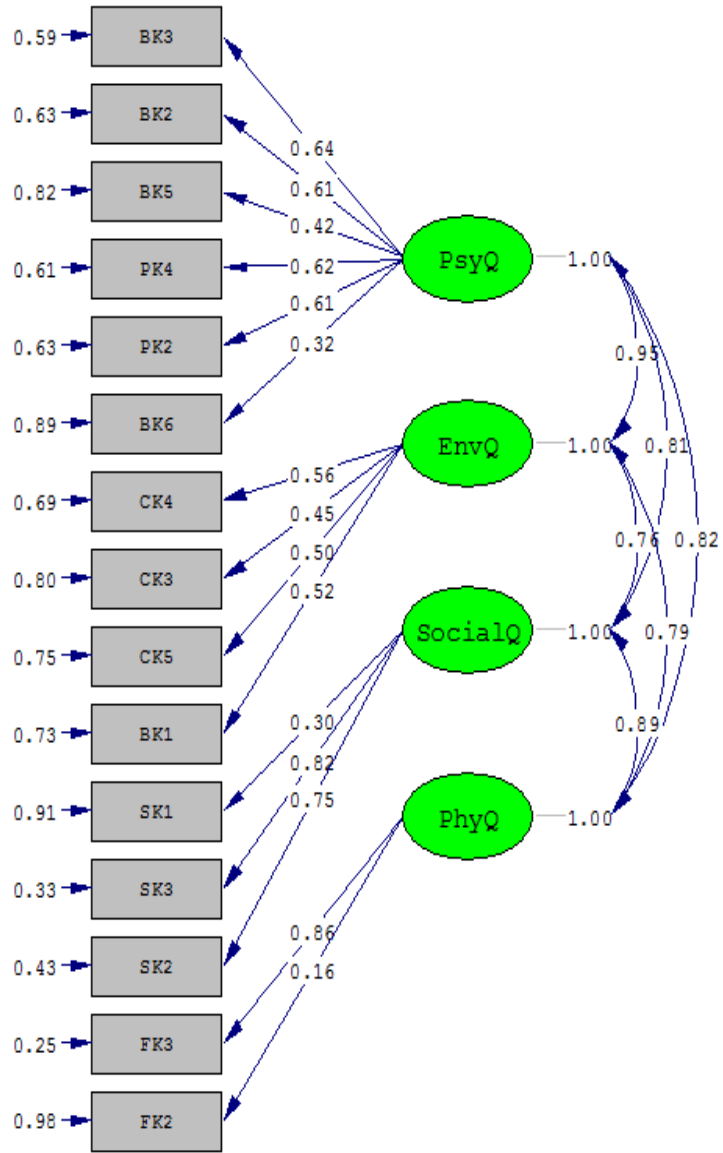 0.59 BK3
0.63 BK2
0.64
0.82 BK5
0.61
0.42
0.61 PK4
0.62
PsyQ 1.00
0.63 PK2
0.61
0.32
0.95
0.89 BK6
EnvQ 1.00
0.81
0.69 CK4
0.56
0.45
0.80 CK3
0.50
0.76
0.82
0.52
0.75 CK5
SocialQ 1.00
0.79
0.73 BK1
0.30
0.89
0.82
0.91 SK1
0.75
PhyQ 1.00
0.33 SK3
0.86
0.43 SK2
0.16
0.25 FK3
0.98 FK2